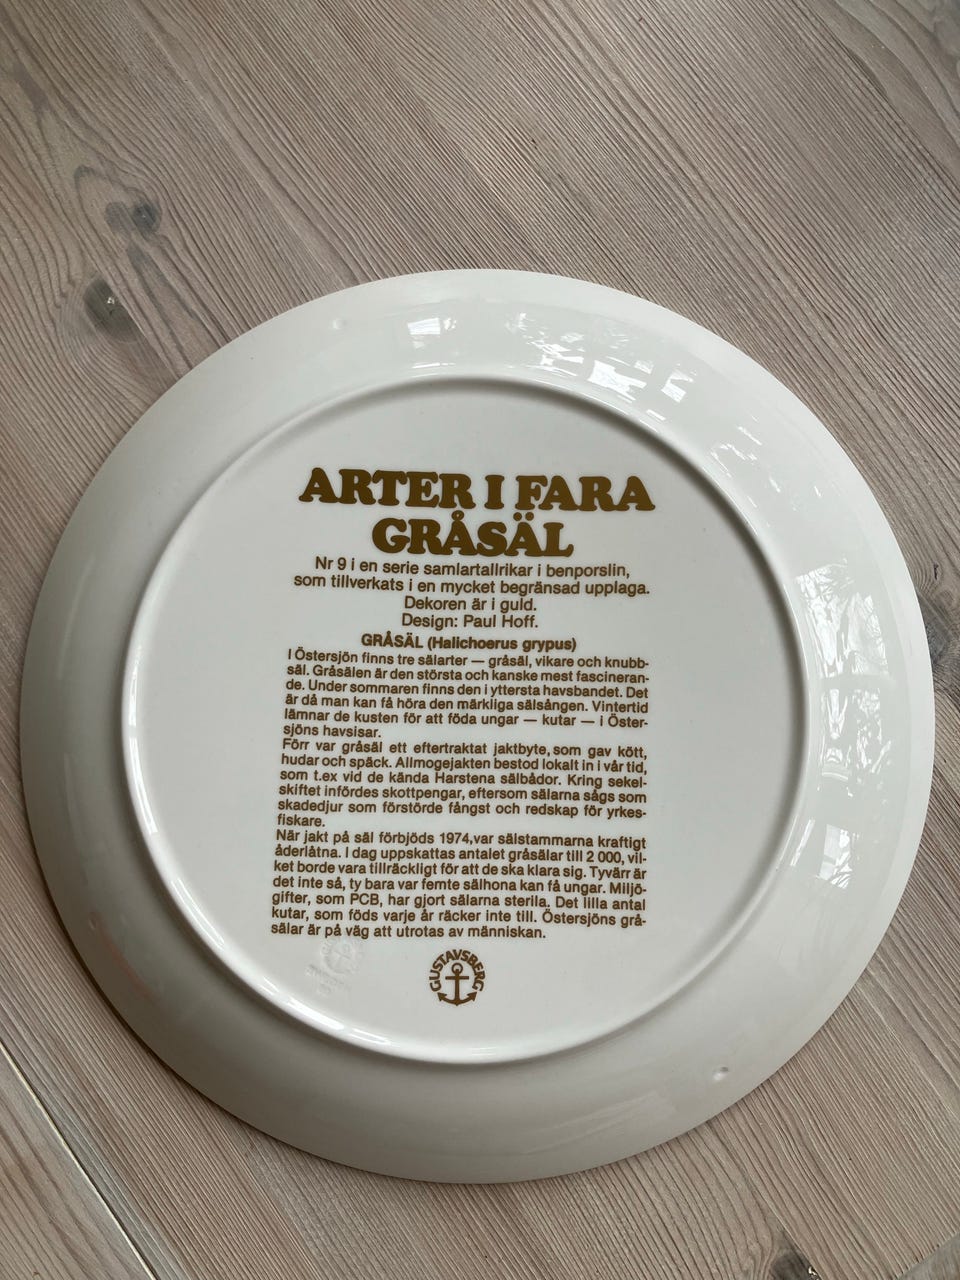 ARTER I FARA
GRÅSÄL
Nr 9 i en serie samlartallrikar i benporslin,
som tillverkats i en mycket begränsad upplaga.
Dekoren är i guld.
Design: Paul Hoff.
GRÅSÄL (Halichoerus grypus)
I Östersjön finns tre sälarter — gråsäl, vikare och knubb-
säl. Gråsälen är den största och kanske mest fascineran-
de. Under sommaren finns den i yttersta havsbandet. Det
är då man kan få höra den märkliga sälsången. Vintertid
lämnar de kusten för att föda ungar — kutar — i Öster-
sjöns havsisar.
Förr var gråsäl ett eftertraktat jaktbyte, som gav kött,
hudar och späck. Allmogejakten bestod lokalt in i vår tid,
som t.ex vid de kända Harstena sälbådor. Kring sekel-
skiftet infördes skottpengar, eftersom sälarna sågs som
skadedjur som förstörde fångst och redskap för yrkes-
fiskare.
När jakt på säl förbjöds 1974,var sälstammarna kraftigt
åderlåtna. I dag uppskattas antalet gråsälar till 2 000, vil-
ket borde vara tillräckligt för att de ska klara sig. Tyvärr är
det inte så, ty bara var femte sälhona kan få ungar. Miljö-
gifter, som PCB, har gjort sälarna sterila. Det lilla antal
kutar, som föds varje år räcker inte till. Östersjöns grå-
sälar är på väg att utrotas av människan.
GUSTAVSBERG